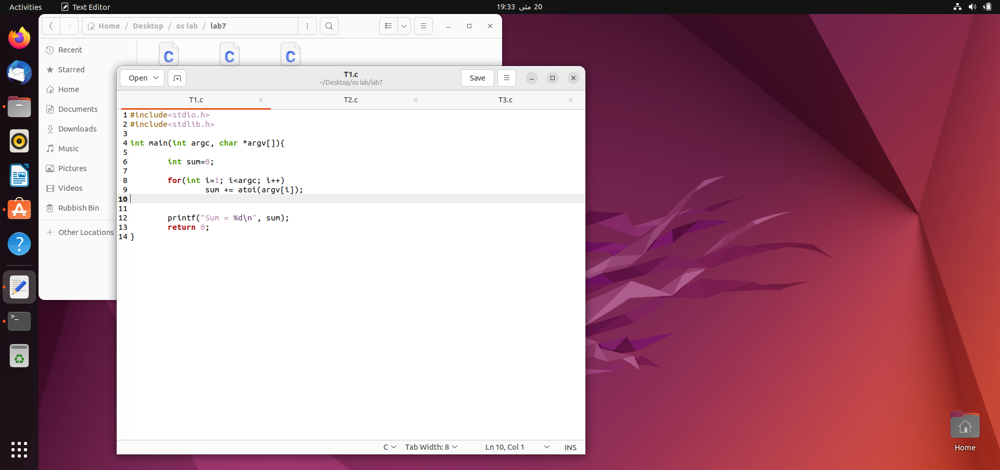 Activities
Text Editor
20 مئی 19:33
Home / Desktop / os lab / lab7
C
C
C
Recent
Starred
Home
Documents
Downloads
Music
Pictures
Videos
Rubbish Bin
+ Other Locations
Open
T1.c
~/Desktop/os lab/lab7
Save
T1.c
T2.c
T3.c
1 #include<stdio.h>
2 #include<stdlib.h>
3
4 int main(int argc, char *argv[]){
5
6 int sum=0;
7
8 for(int i=1; i<argc; i++)
9 sum += atoi(argv[i]);
10
11
12 printf("Sum = %d\n", sum);
13 return 0;
14 }
C
Tab Width: 8
Ln 10, Col 1
INS
Home